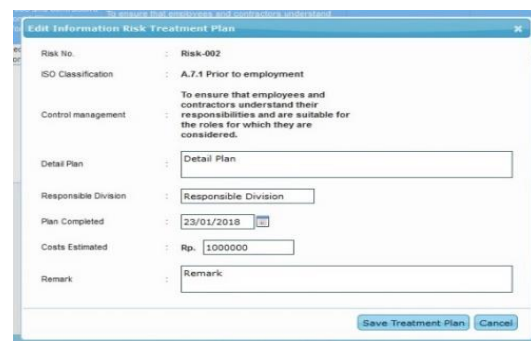 To ensure that employees and contractors understand
Edit Information Risk Treatment Plan
Risk No. : Risk-002
ISO Classification : A.7.1 Prior to employment
Control management : To ensure that employees and
contractors understand their
responsibilities and are suitable for
the roles for which they are
considered.
Detail Plan : Detail Plan
Responsible Division : Responsible Division
Plan Completed : 23/01/2018
Costs Estimated : Rp. 1000000
Remark : Remark
Save Treatment Plan Cancel